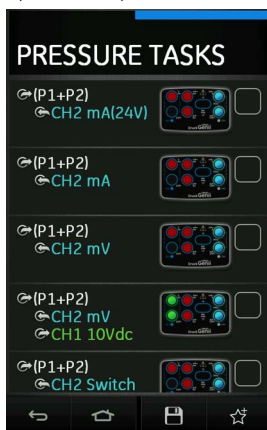 PRESSURE TASKS
(P1+P2)
CH2 mA(24V)
(P1+P2)
CH2 mA
(P1+P2)
CH2 mV
(P1+P2)
CH2 mV
CH1 10Vdc
(P1+P2)
CH2 Switch